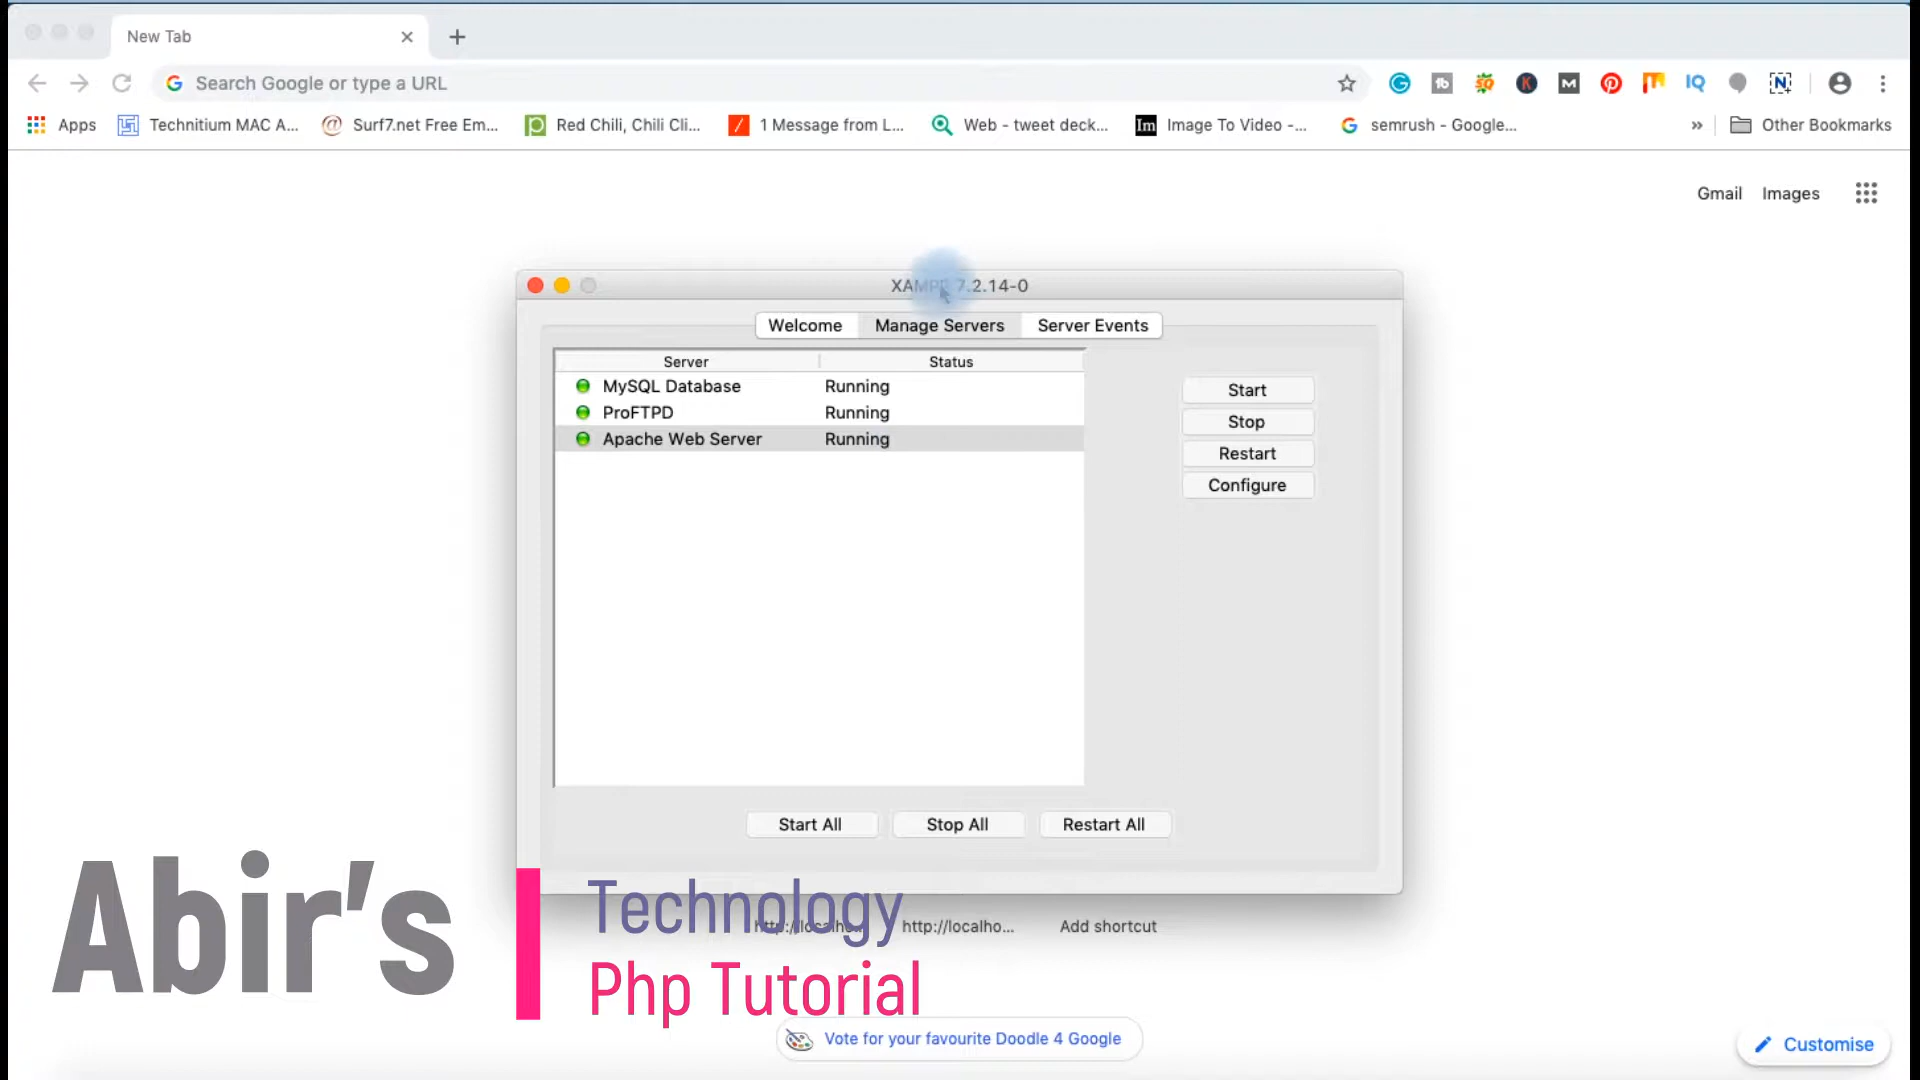 New Tab
Search Google or type a URL
Apps Technitium MAC A... Surf7.net Free Em... Red Chili, Chili Cli... 1 Message from L... Web - tweet deck... Im Image To Video -... semrush - Google... » Other Bookmarks
Gmail Images
XAMPP 7.2.14-0
Welcome Manage Servers Server Events
Server Status
MySQL Database Running
ProFTPD Running
Apache Web Server Running
Start
Stop
Restart
Configure
Start All Stop All Restart All
Abir's
Technology
Php Tutorial
http://localho... http://localho... Add shortcut
Vote for your favourite Doodle 4 Google
Customise